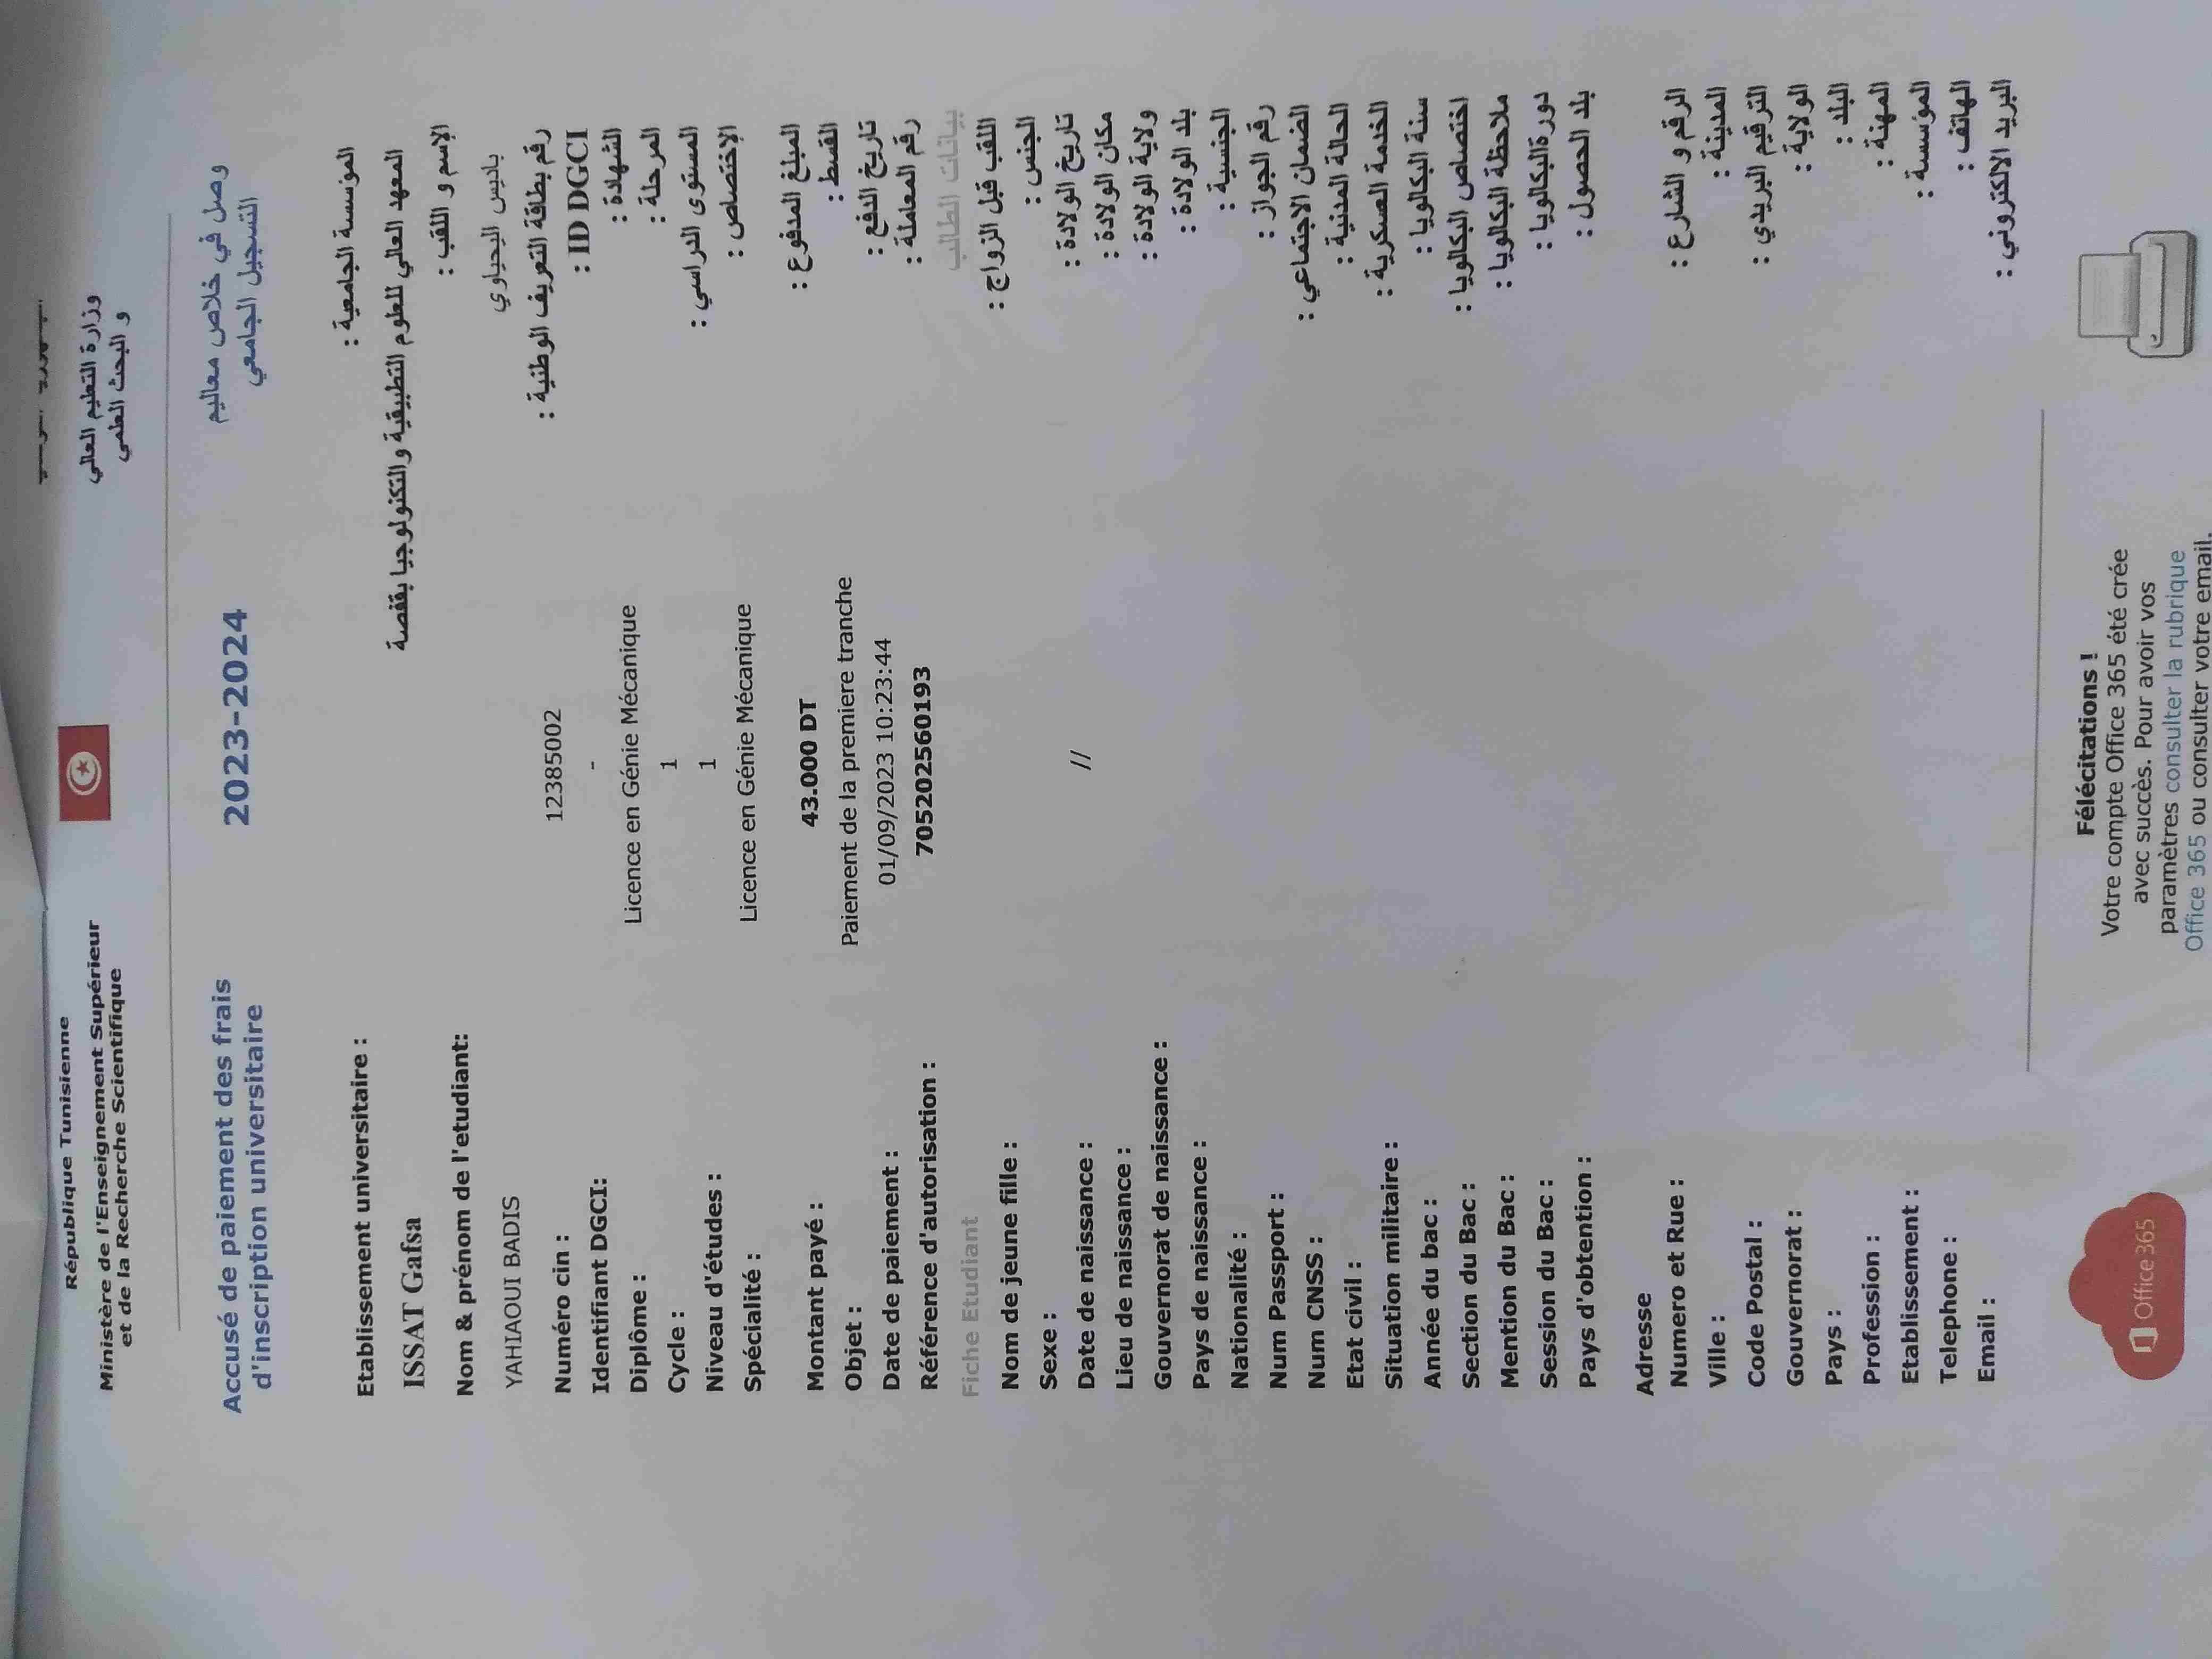 République Tunisienne
Ministère de l'Enseignement Supérieur
et de la Recherche Scientifique
وزارة التعليم العالي
و البحث العلمي
Accusé de paiement des frais
d'inscription universitaire
2023-2024
وصل في خلاص معاليم
التسجيل الجامعي
Etablissement universitaire : المؤسسة الجامعية :
ISSAT Gafsa المعهد العالي للعلوم التطبيقية والتكنولوجيا بقفصة
Nom & prénom de l'etudiant: الإسم و اللقب :
YAHIAOUI BADIS باديس اليحياوي
Numéro cin : 12385002 رقم بطاقة التعريف الوطنية :
Identifiant DGCI: - ID DGCI :
Diplôme : Licence en Génie Mécanique الشهادة :
Cycle : 1 المرحلة :
Niveau d'études : 1 المستوى الدراسي :
Spécialité : Licence en Génie Mécanique الإختصاص :
Montant payé : 43.000 DT المبلغ المدفوع :
Objet : Paiement de la premiere tranche القسط :
Date de paiement : 01/09/2023 10:23:44 تاريخ الدفع :
Référence d'autorisation : 705202560193 رقم المعاملة :
Fiche Etudiant بيانات الطالب
Nom de jeune fille : اللقب قبل الزواج :
Sexe : الجنس :
Date de naissance : // تاريخ الولادة :
Lieu de naissance : مكان الولادة :
Gouvernorat de naissance : ولاية الولادة :
Pays de naissance : بلد الولادة :
Nationalité : الجنسية :
Num Passport : رقم الجواز :
Num CNSS : الضمان الاجتماعي :
Etat civil : الحالة المدنية :
Situation militaire : الخدمة العسكرية :
Année du bac : سنة البكالويا :
Section du Bac : اختصاص البكالويا :
Mention du Bac : ملاحظة البكالويا :
Session du Bac : دورةالبكالويا :
Pays d'obtention : بلد الحصول :
Adresse
Numero et Rue : الرقم و الشارع :
Ville : المدينة :
Code Postal : الترقيم البريدي :
Gouvernorat : الولاية :
Pays : البلد :
Profession : المهنة :
Etablissement : المؤسسة :
Telephone : الهاتف :
Email : البريد الالكتروني :
Office 365
Félécitations !
Votre compte Office 365 été crée
avec succès. Pour avoir vos
paramètres consulter la rubrique
Office 365 ou consulter votre email.